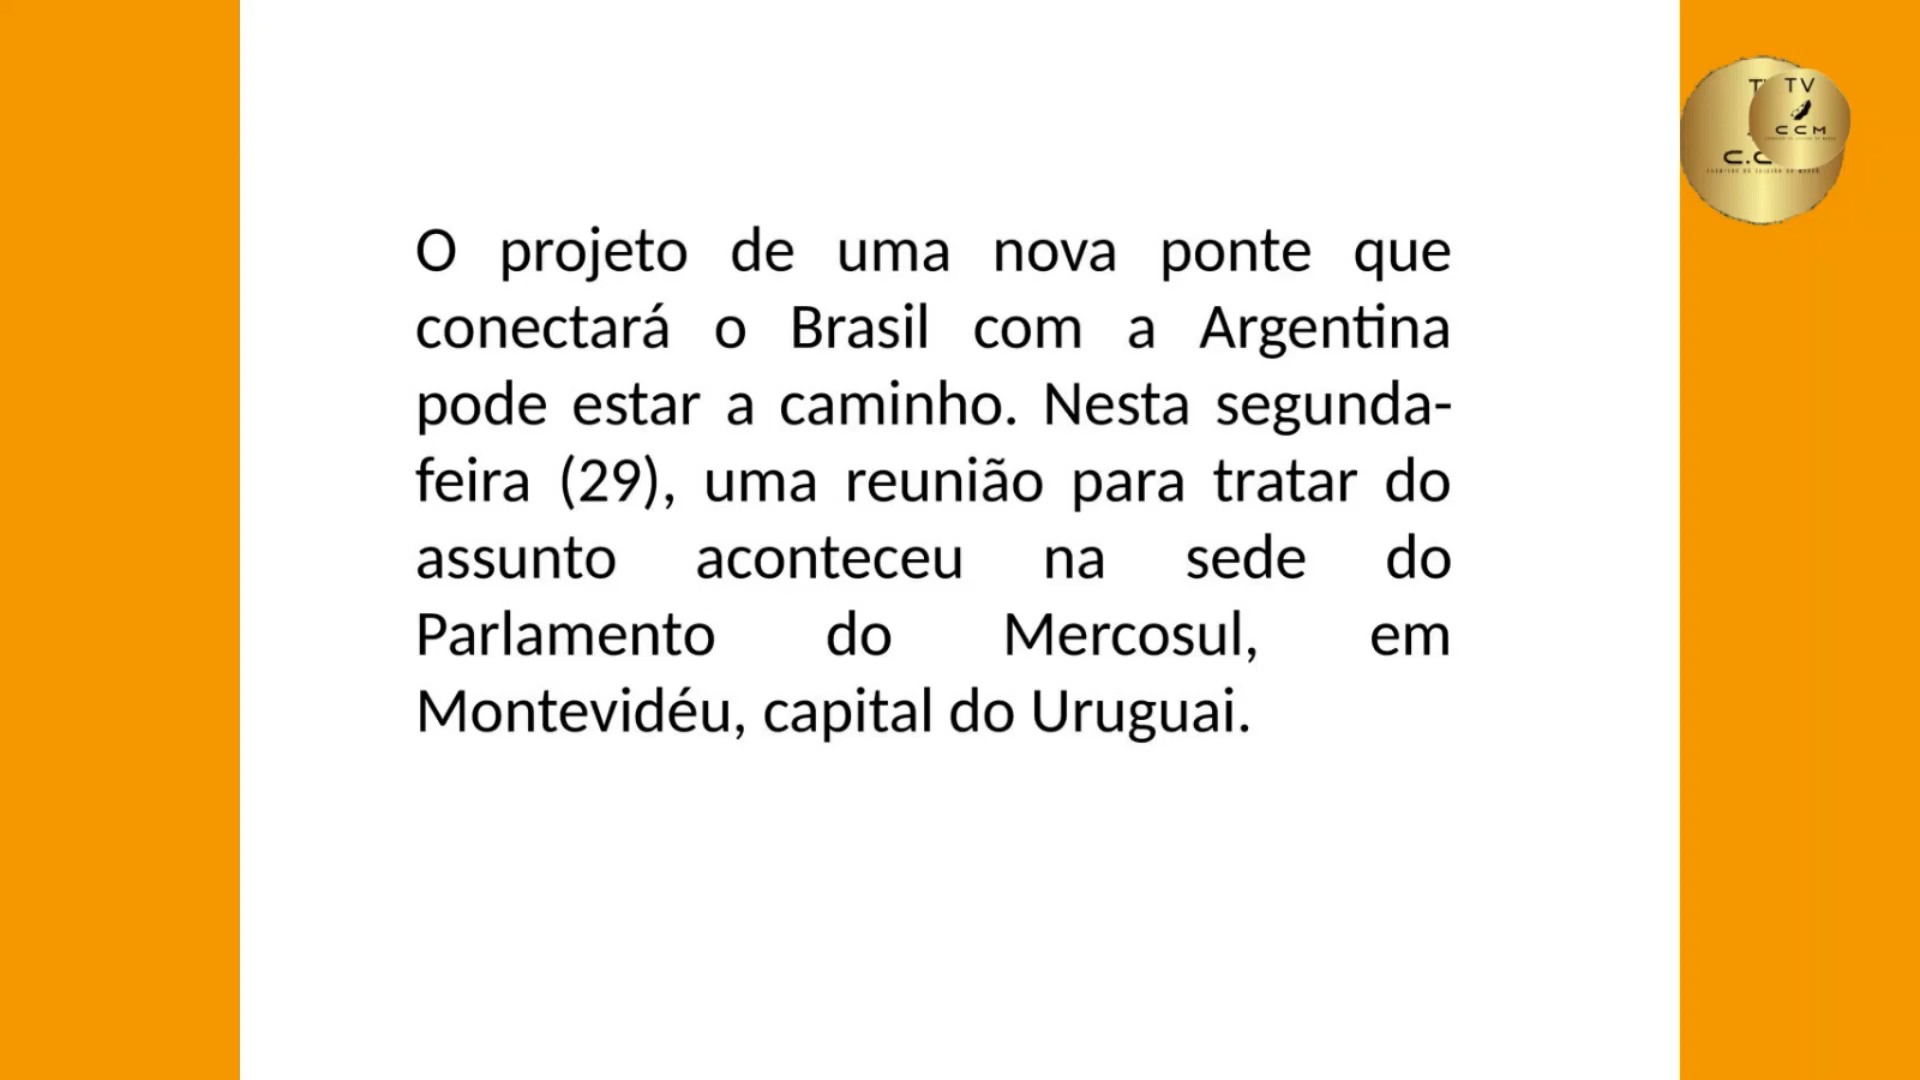 O projeto de uma nova ponte que
conectará o Brasil com a Argentina
pode estar a caminho. Nesta segunda-
feira (29), uma reunião para tratar do
assunto aconteceu na sede do
Parlamento do Mercosul, em
Montevidéu, capital do Uruguai.
TV
CCM